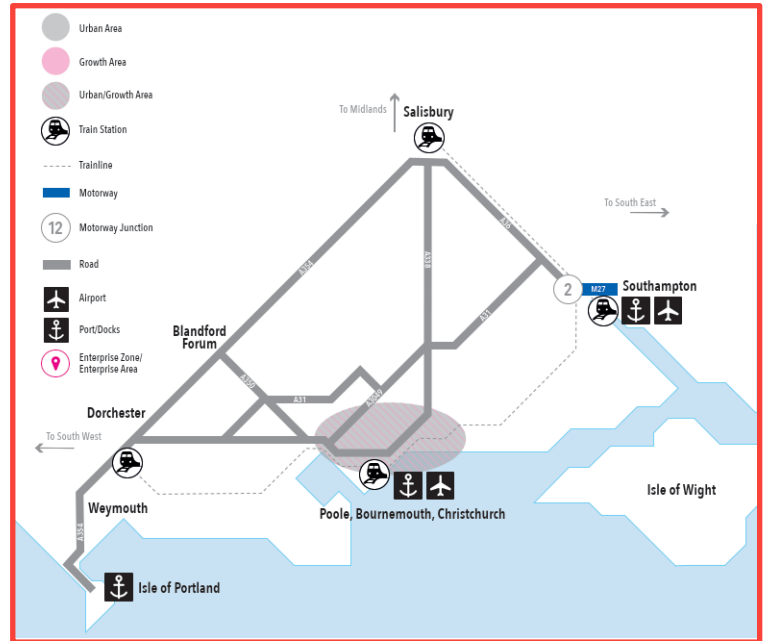 Urban Area
Growth Area
Urban/Growth Area
Train Station
Trainline
Motorway
12
Motorway Junction
Road
Airport
Port/Docks
Enterprise Zone/
Enterprise Area
To Midlands
Salisbury
To South East
A36
A354
A338
2
M27
Southampton
A31
Blandford
Forum
A350
A31
A3049
Dorchester
To South West
Weymouth
Poole, Bournemouth, Christchurch
Isle of Wight
A354
Isle of Portland